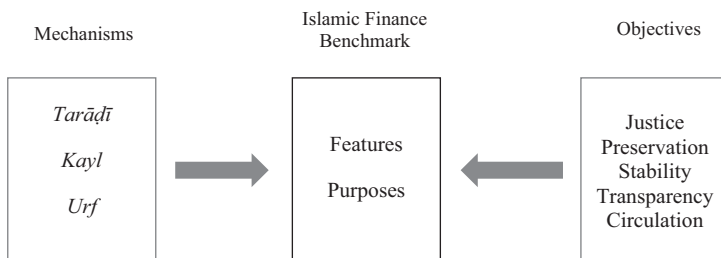 Mechanisms
Islamic Finance
Benchmark
Objectives
Tarāḍī
Kayl
Urf
Features
Purposes
Justice
Preservation
Stability
Transparency
Circulation